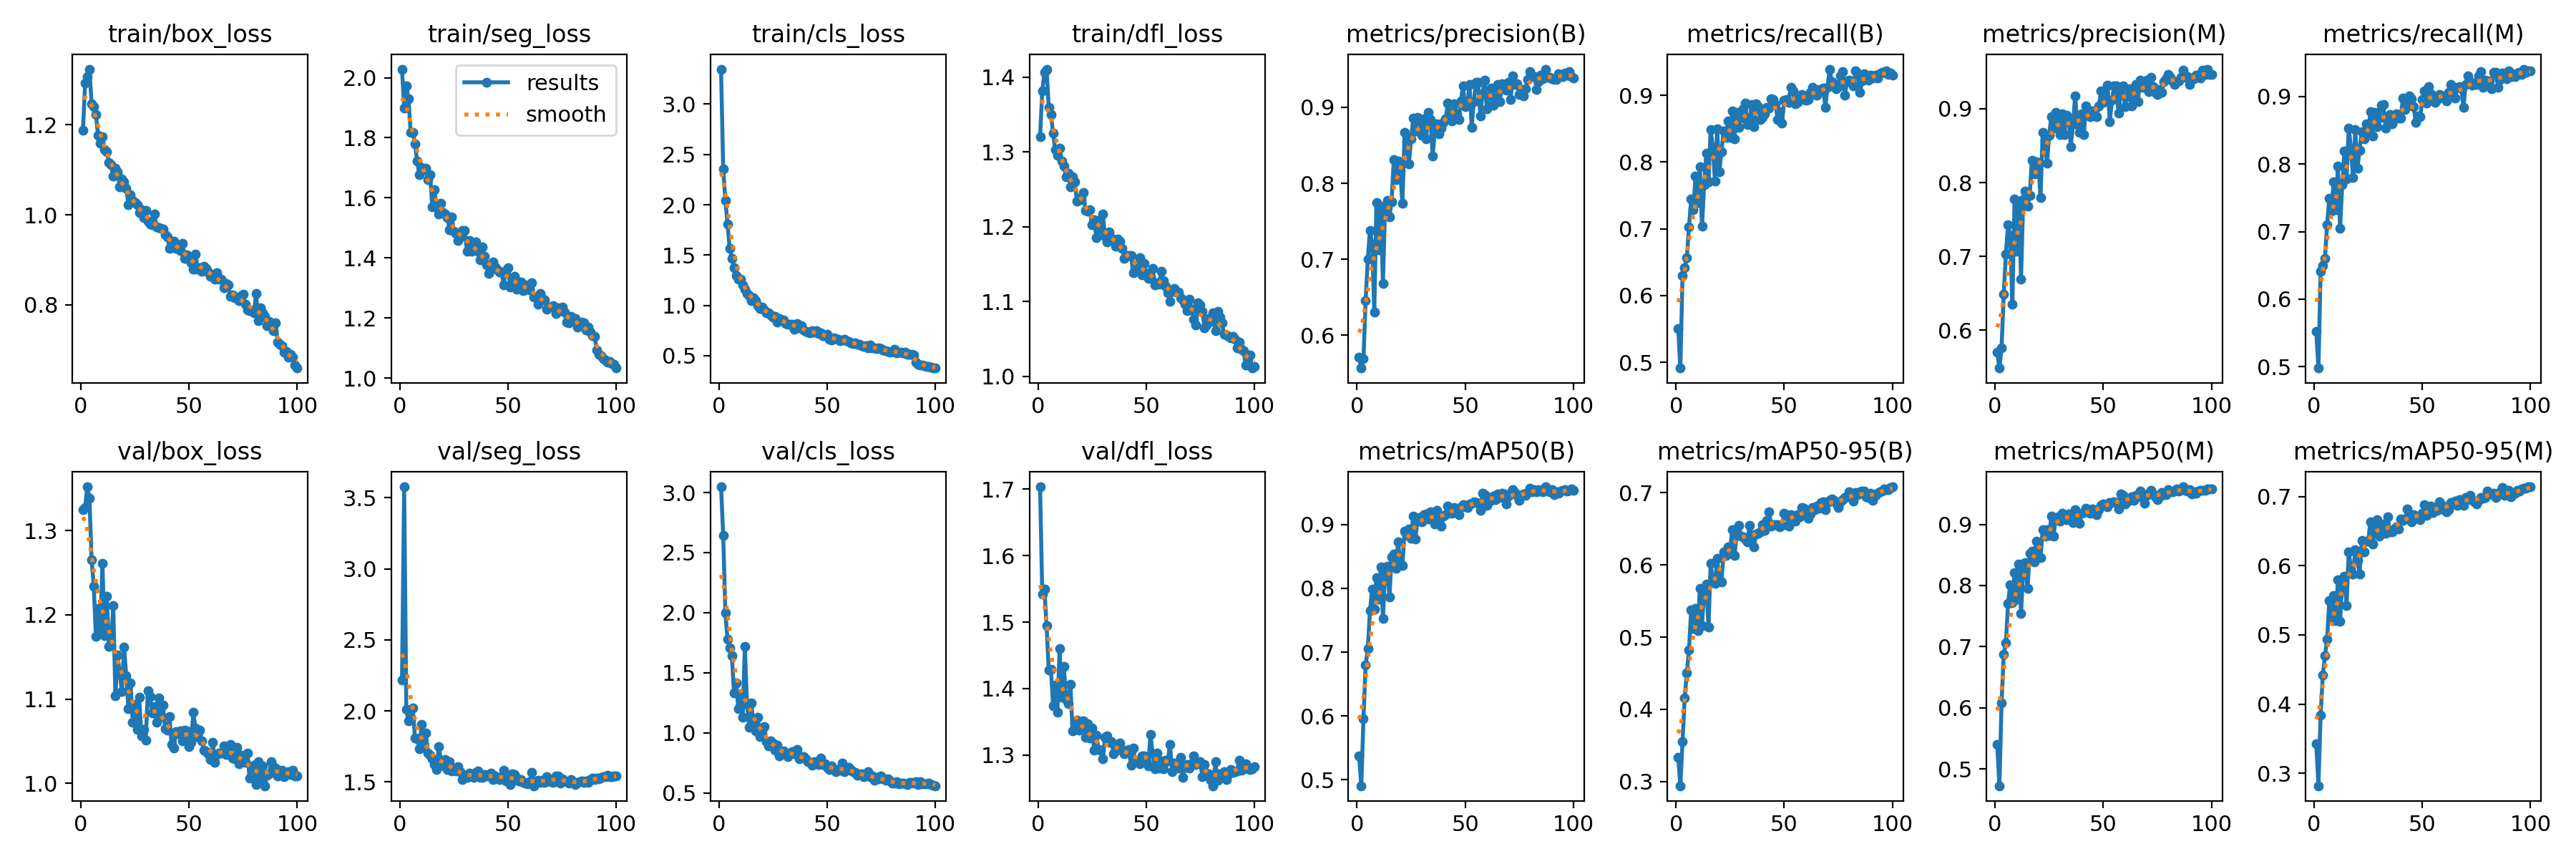 train/box_loss
train/seg_loss
train/cls_loss
train/dfl_loss
metrics/precision(B)
metrics/recall(B)
metrics/precision(M)
metrics/recall(M)
1.2
1.0
0.8
0 50 100
2.0
1.8
1.6
1.4
1.2
1.0
results
smooth
0 50 100
3.0
2.5
2.0
1.5
1.0
0.5
0 50 100
1.4
1.3
1.2
1.1
1.0
0 50 100
0.9
0.8
0.7
0.6
0 50 100
0.9
0.8
0.7
0.6
0.5
0 50 100
0.9
0.8
0.7
0.6
0 50 100
0.9
0.8
0.7
0.6
0.5
0 50 100
val/box_loss
val/seg_loss
val/cls_loss
val/dfl_loss
metrics/mAP50(B)
metrics/mAP50-95(B)
metrics/mAP50(M)
metrics/mAP50-95(M)
1.3
1.2
1.1
1.0
0 50 100
3.5
3.0
2.5
2.0
1.5
0 50 100
3.0
2.5
2.0
1.5
1.0
0.5
0 50 100
1.7
1.6
1.5
1.4
1.3
0 50 100
0.9
0.8
0.7
0.6
0.5
0 50 100
0.7
0.6
0.5
0.4
0.3
0 50 100
0.9
0.8
0.7
0.6
0.5
0 50 100
0.7
0.6
0.5
0.4
0.3
0 50 100